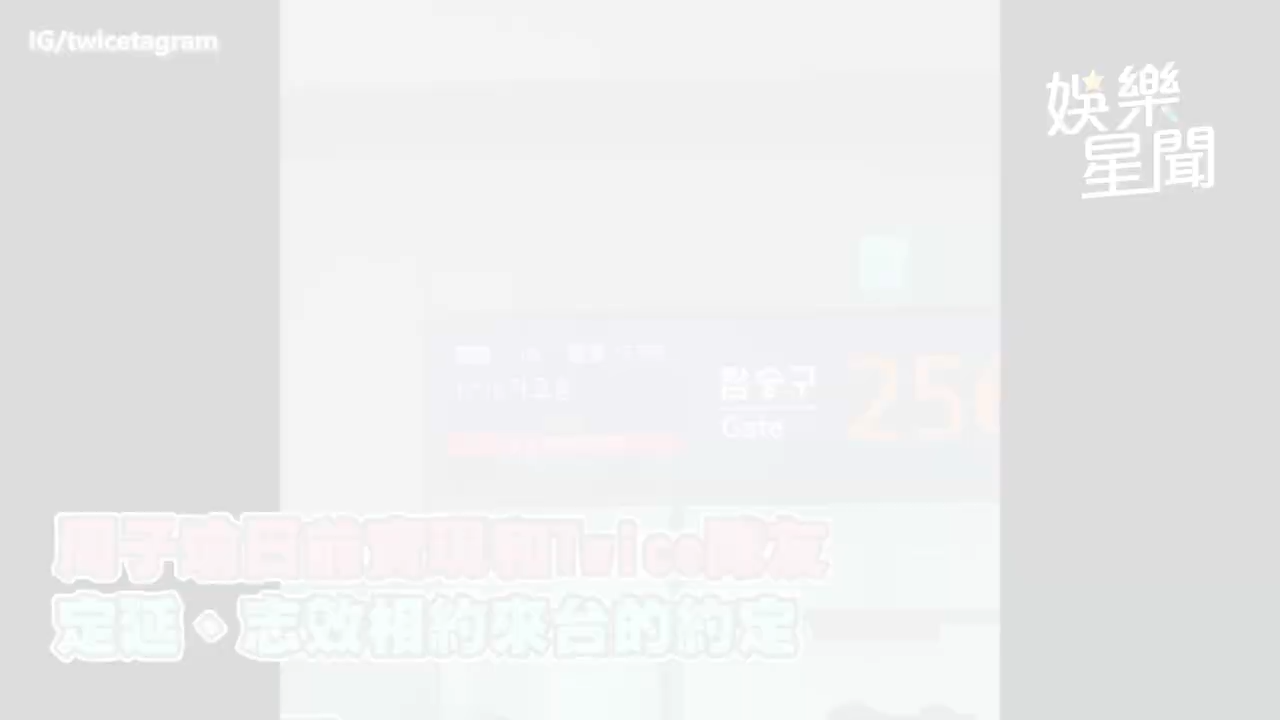 IG/twicetagram
娛樂
星聞
탑승구
Gate
256
周子瑜日前實現和Twice隊友
定延、志效相約來台的約定